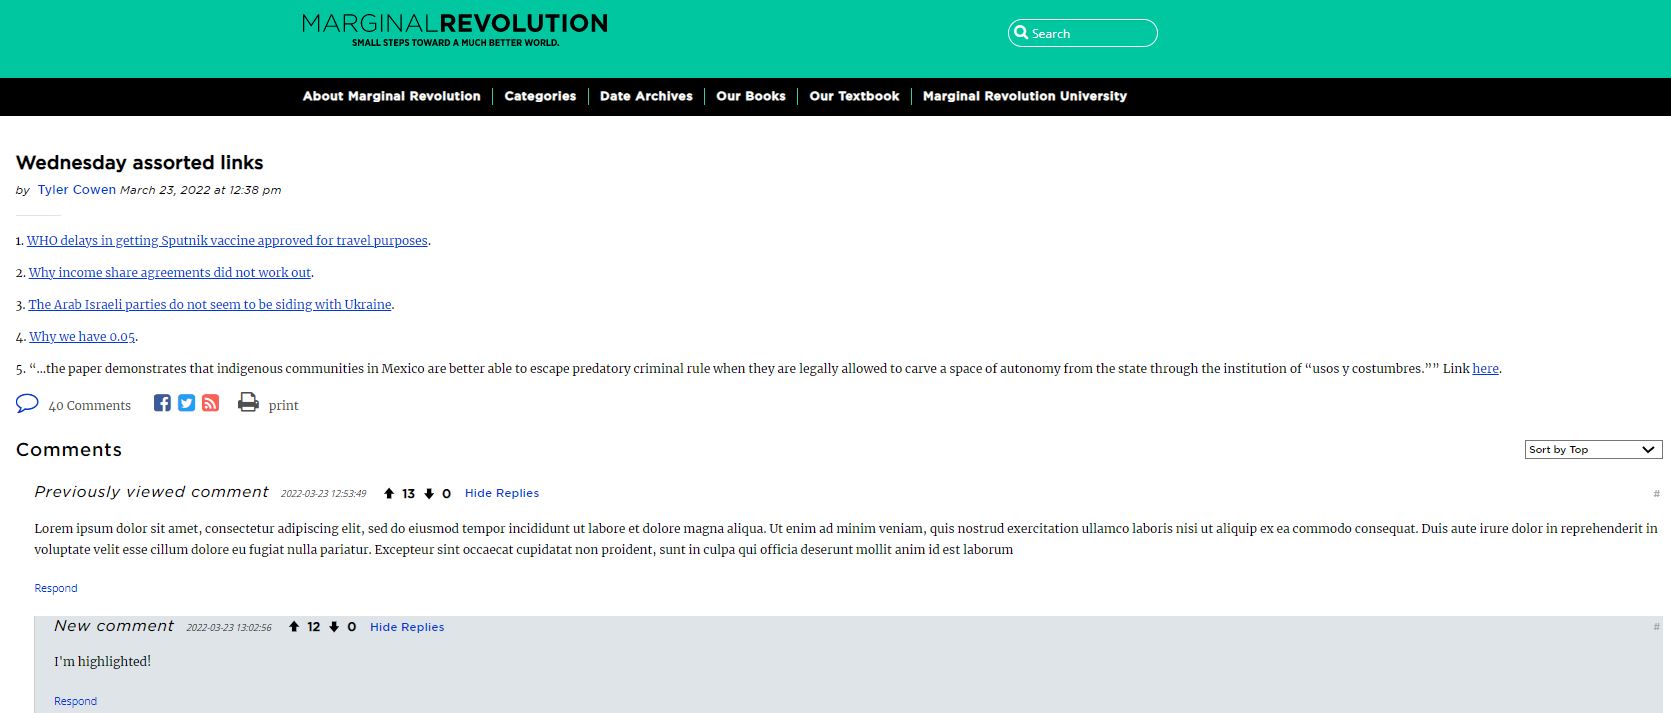 MARGINALREVOLUTION
SMALL STEPS TOWARD A MUCH BETTER WORLD.
Search
About Marginal Revolution
Categories
Date Archives
Our Books
Our Textbook
Marginal Revolution University
Wednesday assorted links
by Tyler Cowen March 23, 2022 at 12:38 pm
1. WHO delays in getting Sputnik vaccine approved for travel purposes.
2. Why income share agreements did not work out.
3. The Arab Israeli parties do not seem to be siding with Ukraine.
4. Why we have 0.05.
5. “…the paper demonstrates that indigenous communities in Mexico are better able to escape predatory criminal rule when they are legally allowed to carve a space of autonomy from the state through the institution of “usos y costumbres.”” Link here.
40 Comments print
Comments
Sort by Top
Previously viewed comment 2022-03-23 12:53:49 13 0 Hide Replies #
Lorem ipsum dolor sit amet, consectetur adipiscing elit, sed do eiusmod tempor incididunt ut labore et dolore magna aliqua. Ut enim ad minim veniam, quis nostrud exercitation ullamco laboris nisi ut aliquip ex ea commodo consequat. Duis aute irure dolor in reprehenderit in
voluptate velit esse cillum dolore eu fugiat nulla pariatur. Excepteur sint occaecat cupidatat non proident, sunt in culpa qui officia deserunt mollit anim id est laborum
Respond
New comment 2022-03-23 13:02:56 12 0 Hide Replies #
I'm highlighted!
Respond